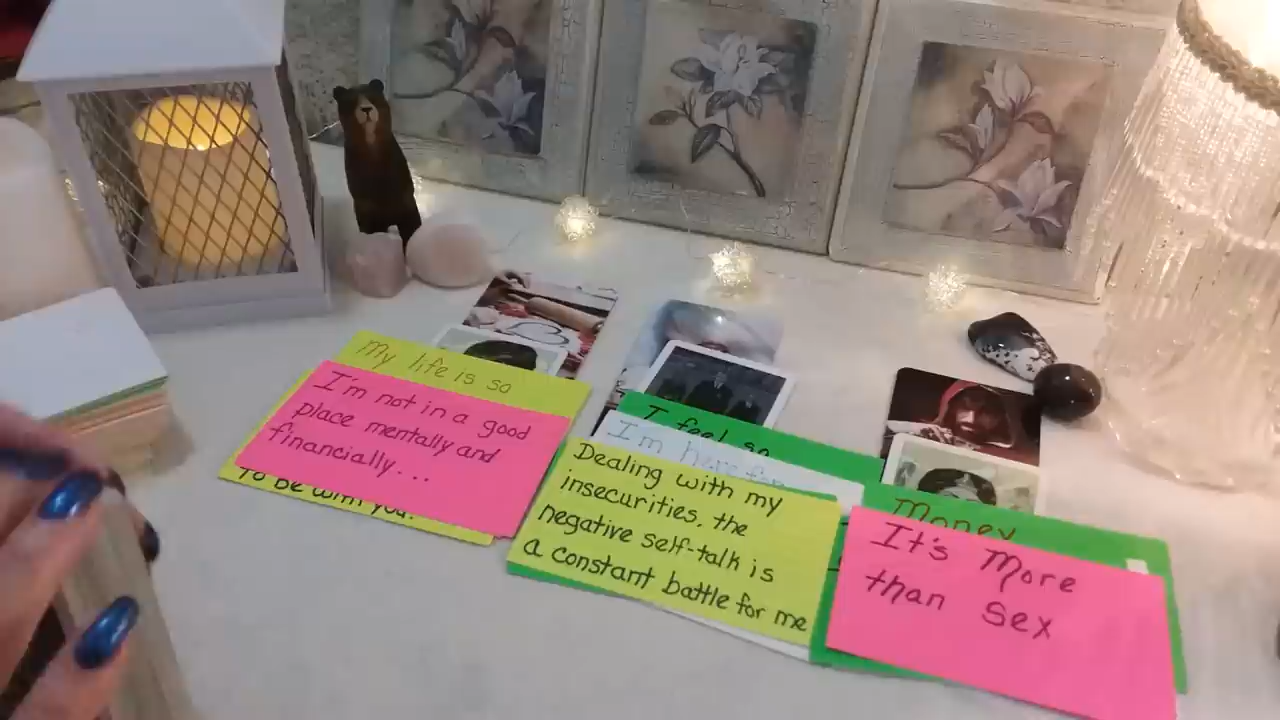 My life is so
I'm not in a good
place mentally and
financially...
To be with you.
I feel so
I'm here for
Dealing with my
insecurities, the
negative self-talk is
a constant battle for me
Money
It's More
than Sex